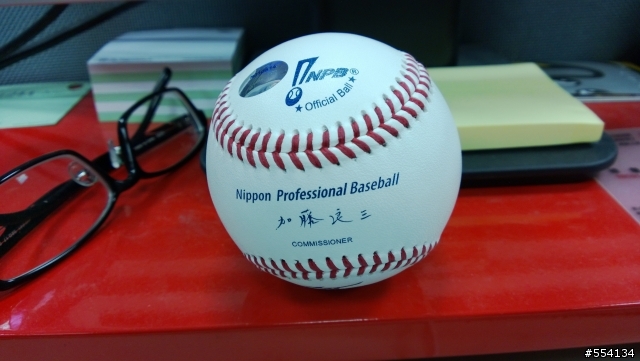 NPB®
★ Official Ball ★
Nippon Professional Baseball
加藤良三
COMMISSIONER
#554134